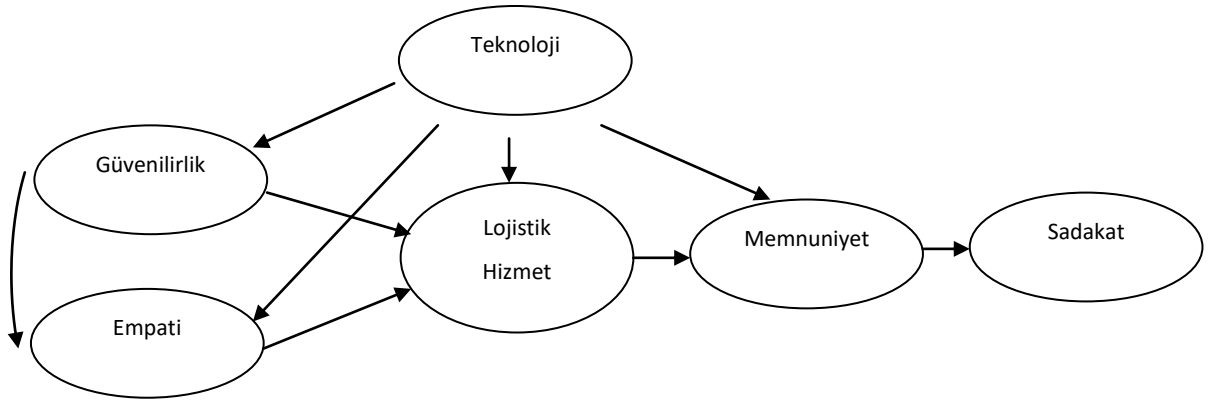 Teknoloji
Güvenilirlik
Lojistik
Hizmet
Memnuniyet
Sadakat
Empati